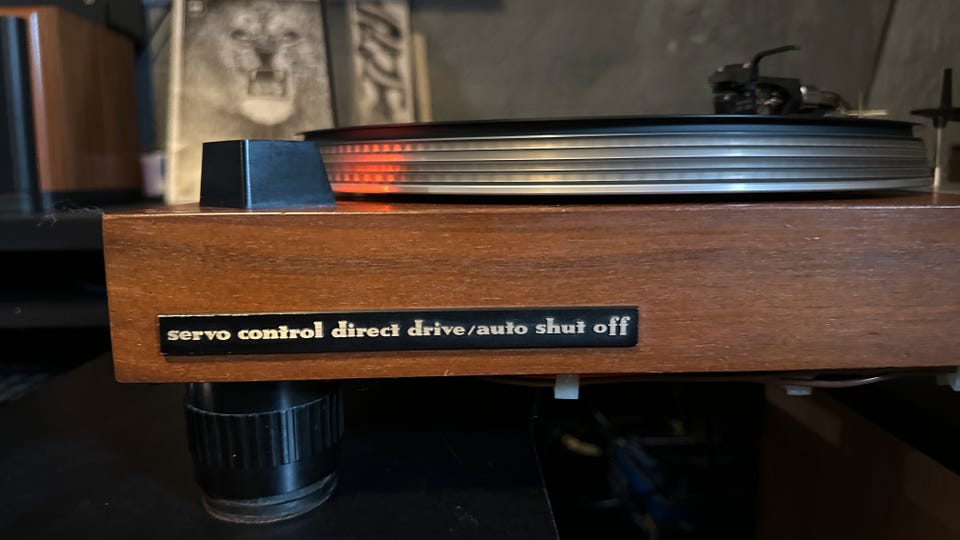 servo control direct drive/auto shut off